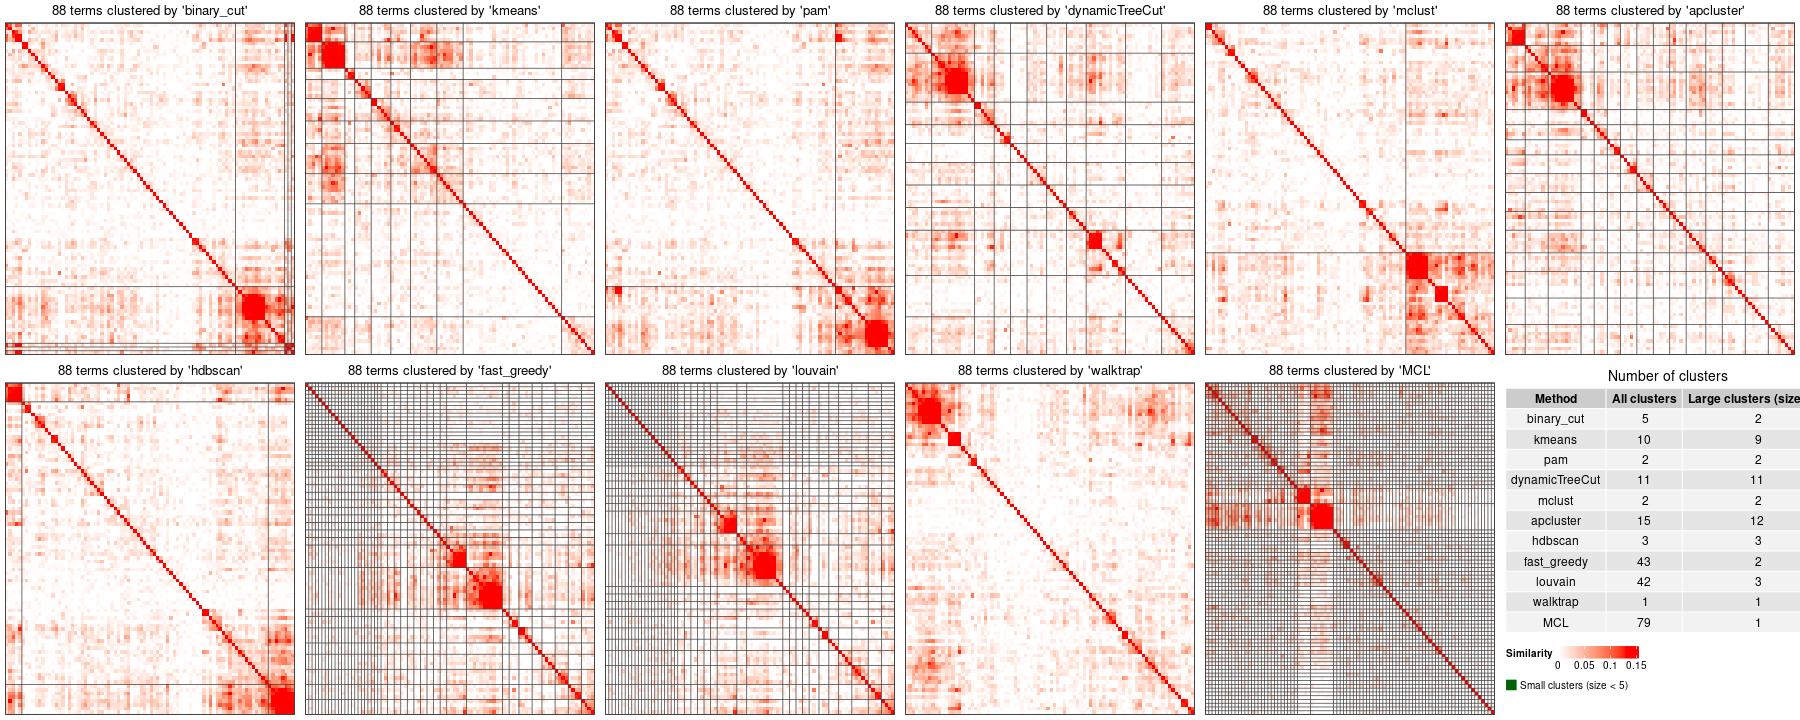 88 terms clustered by 'binary_cut'
88 terms clustered by 'kmeans'
88 terms clustered by 'pam'
88 terms clustered by 'dynamicTreeCut'
88 terms clustered by 'mclust'
88 terms clustered by 'apcluster'
88 terms clustered by 'hdbscan'
88 terms clustered by 'fast_greedy'
88 terms clustered by 'louvain'
88 terms clustered by 'walktrap'
88 terms clustered by 'MCL'
Number of clusters
Method All clusters Large clusters (size
binary_cut 5 2
kmeans 10 9
pam 2 2
dynamicTreeCut 11 11
mclust 2 2
apcluster 15 12
hdbscan 3 3
fast_greedy 43 2
louvain 42 3
walktrap 1 1
MCL 79 1
Similarity
0 0.05 0.1 0.15
Small clusters (size < 5)